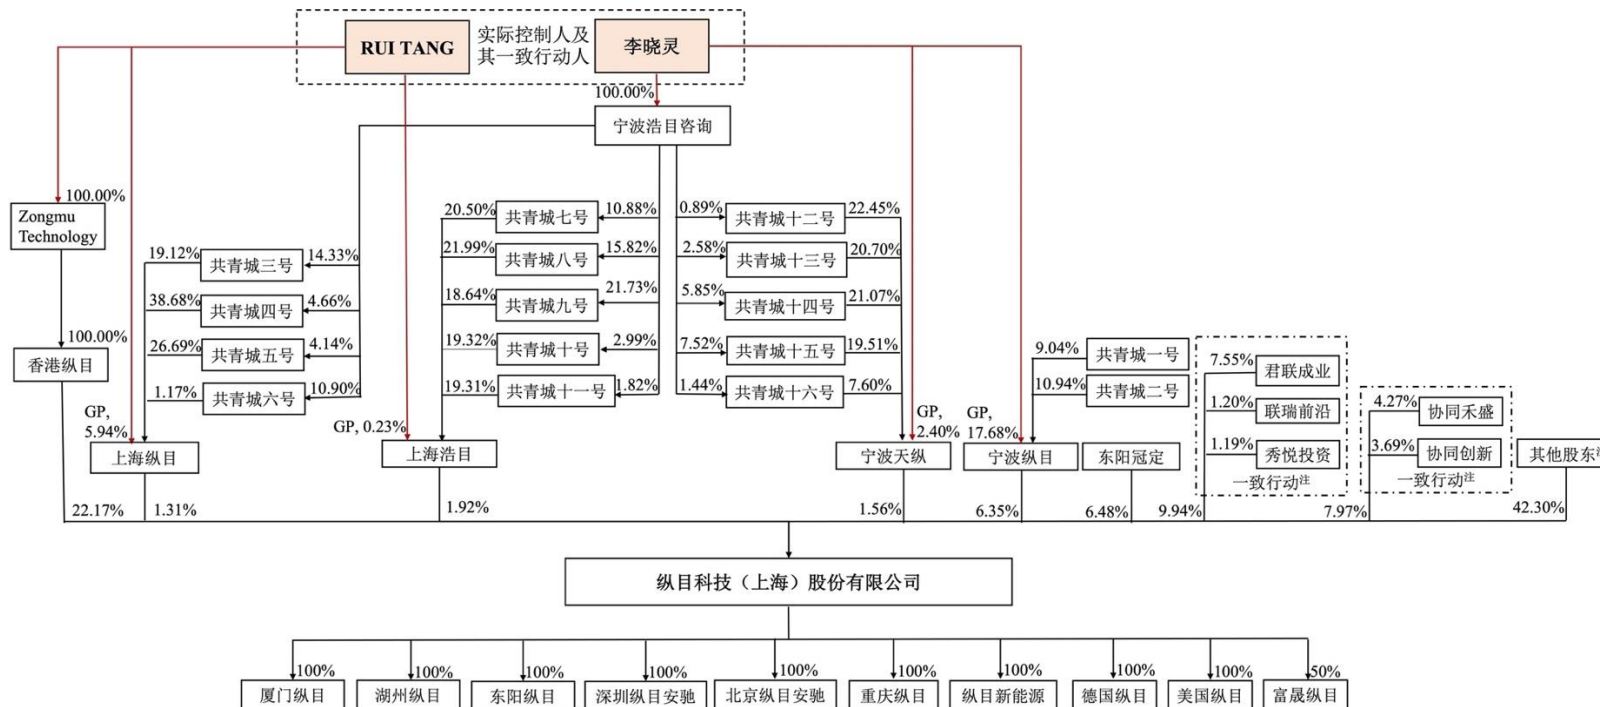 RUI TANG
实际控制人及
其一致行动人
李晓灵
100.00%
宁波浩目咨询
100.00%
Zongmu
Technology
20.50%
共青城七号
10.88%
0.89%
共青城十二号
22.45%
19.12%
共青城三号
14.33%
21.99%
共青城八号
15.82%
2.58%
共青城十三号
20.70%
38.68%
共青城四号
4.66%
18.64%
共青城九号
21.73%
5.85%
共青城十四号
21.07%
100.00%
香港纵目
26.69%
共青城五号
4.14%
19.32%
共青城十号
2.99%
7.52%
共青城十五号
19.51%
9.04%
共青城一号
7.55%
君联成业
1.17%
共青城六号
10.90%
19.31%
共青城十一号
1.82%
1.44%
共青城十六号
7.60%
10.94%
共青城二号
1.20%
联瑞前沿
4.27%
协同禾盛
GP,
5.94%
上海纵目
GP, 0.23%
上海浩目
GP,
2.40%
宁波天纵
GP,
17.68%
宁波纵目
东阳冠定
1.19%
秀悦投资
一致行动注
3.69%
协同创新
一致行动注
其他股东
22.17%
1.31%
1.92%
1.56%
6.35%
6.48%
9.94%
7.97%
42.30%
纵目科技（上海）股份有限公司
100%
100%
100%
100%
100%
100%
100%
100%
100%
50%
厦门纵目
湖州纵目
东阳纵目
深圳纵目安驰
北京纵目安驰
重庆纵目
纵目新能源
德国纵目
美国纵目
富晟纵目